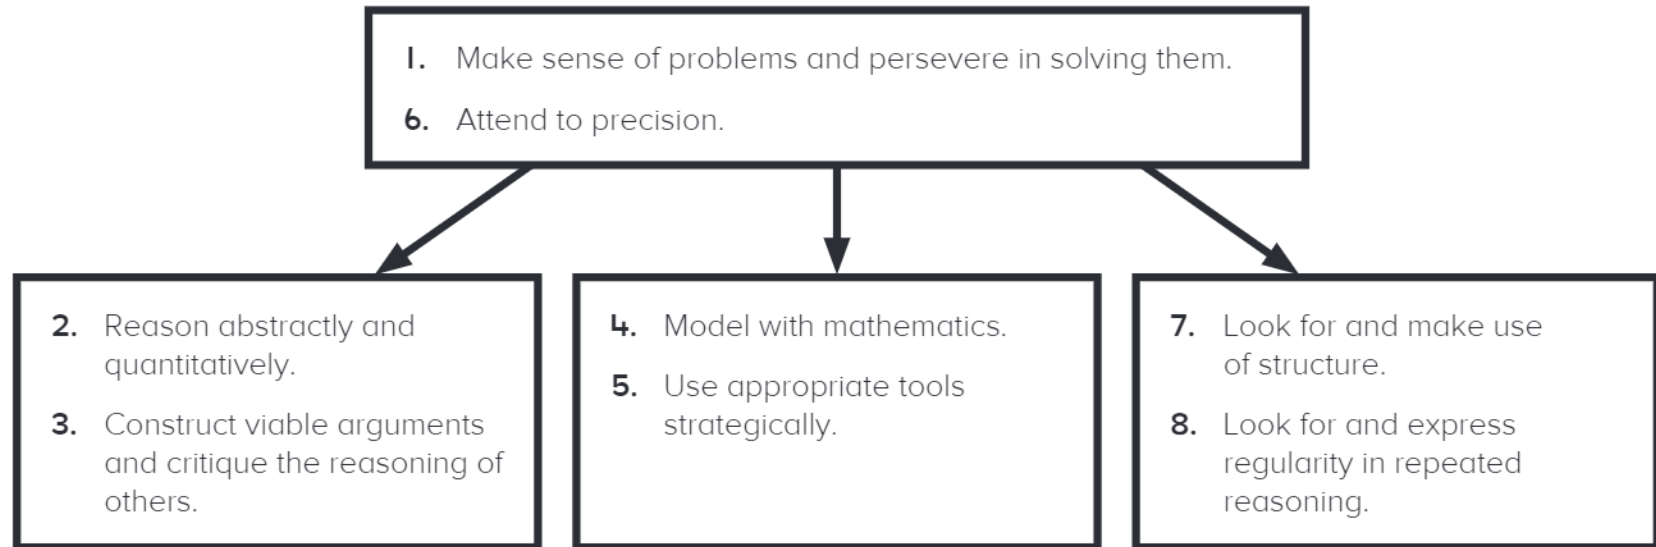 1. Make sense of problems and persevere in solving them.
6. Attend to precision.
2. Reason abstractly and
quantitatively.
3. Construct viable arguments
and critique the reasoning of
others.
4. Model with mathematics.
5. Use appropriate tools
strategically.
7. Look for and make use
of structure.
8. Look for and express
regularity in repeated
reasoning.